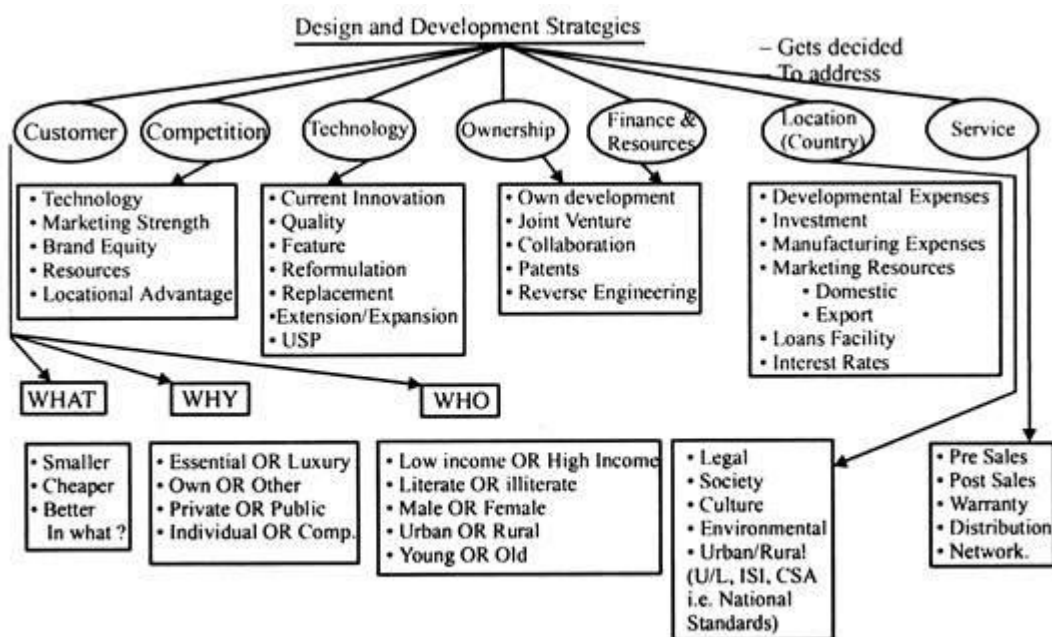 Design and Development Strategies
– Gets decided
– To address
Customer
Competition
Technology
Ownership
Finance &
Resources
Location
(Country)
Service
• Technology
• Marketing Strength
• Brand Equity
• Resources
• Locational Advantage
• Current Innovation
• Quality
• Feature
• Reformulation
• Replacement
•Extension/Expansion
• USP
• Own development
• Joint Venture
• Collaboration
• Patents
• Reverse Engineering
• Developmental Expenses
• Investment
• Manufacturing Expenses
• Marketing Resources
• Domestic
• Export
• Loans Facility
• Interest Rates
WHAT
WHY
WHO
• Smaller
• Cheaper
• Better
In what ?
• Essential OR Luxury
• Own OR Other
• Private OR Public
• Individual OR Comp.
• Low income OR High Income
• Literate OR illiterate
• Male OR Female
• Urban OR Rural
• Young OR Old
• Legal
• Society
• Culture
• Environmental
• Urban/Rural
(U/L, ISI, CSA
i.e. National
Standards)
• Pre Sales
• Post Sales
• Warranty
• Distribution
• Network.